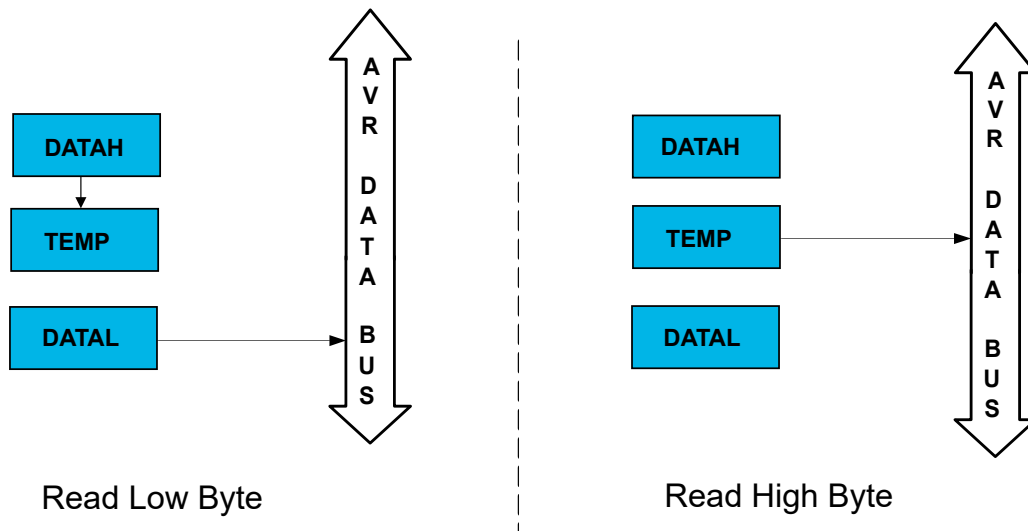 DATAH
TEMP
DATAL
AVR DATA BUS
Read Low Byte
DATAH
TEMP
DATAL
AVR DATA BUS
Read High Byte